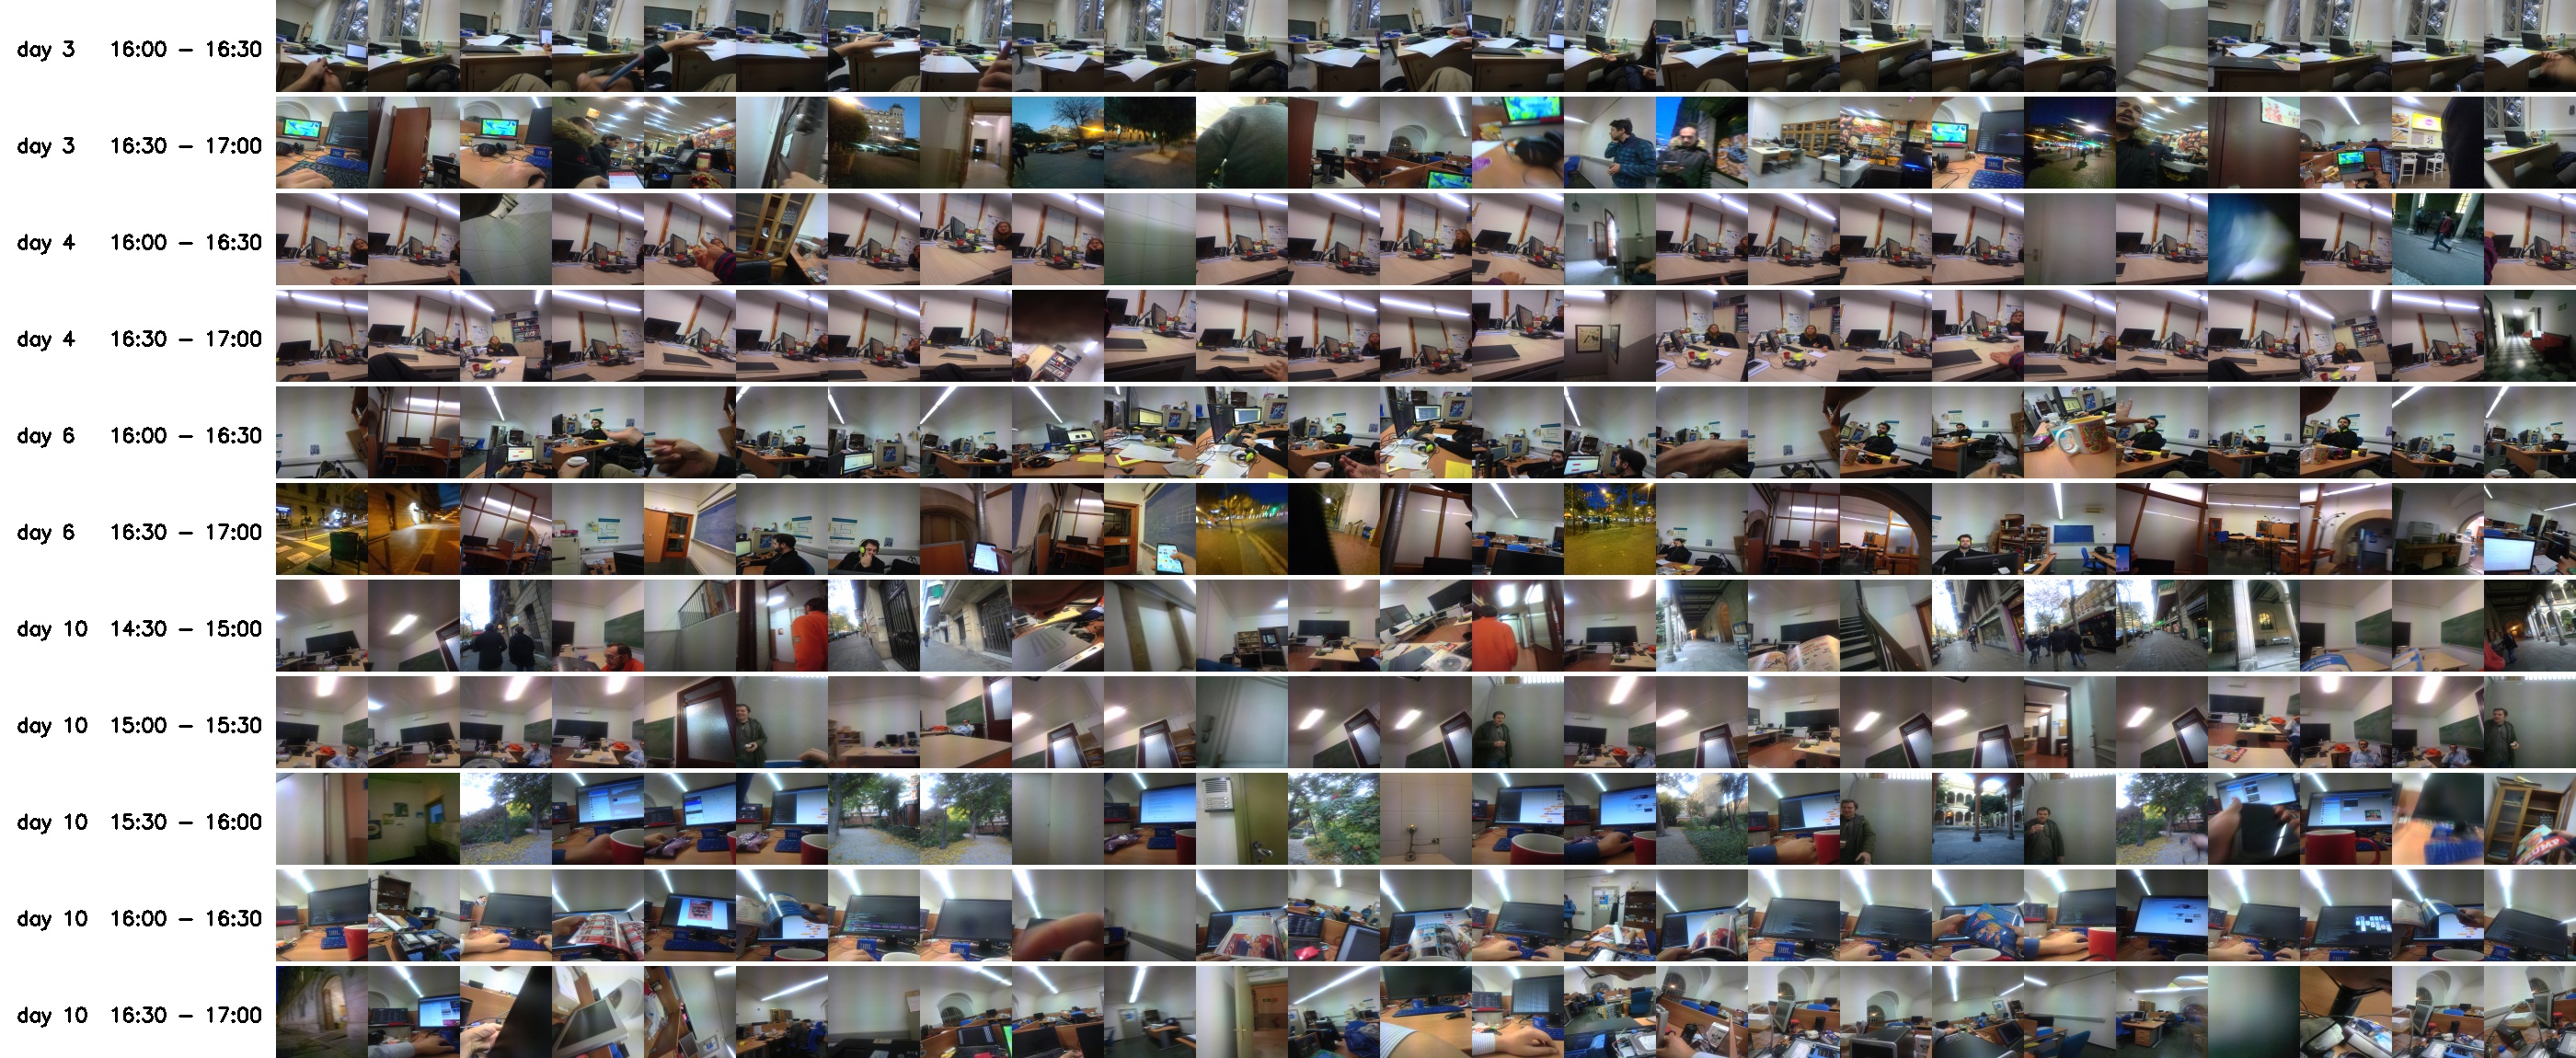 day 3 16:00 - 16:30
day 3 16:30 - 17:00
day 4 16:00 - 16:30
day 4 16:30 - 17:00
day 6 16:00 - 16:30
day 6 16:30 - 17:00
day 10 14:30 - 15:00
day 10 15:00 - 15:30
day 10 15:30 - 16:00
day 10 16:00 - 16:30
day 10 16:30 - 17:00